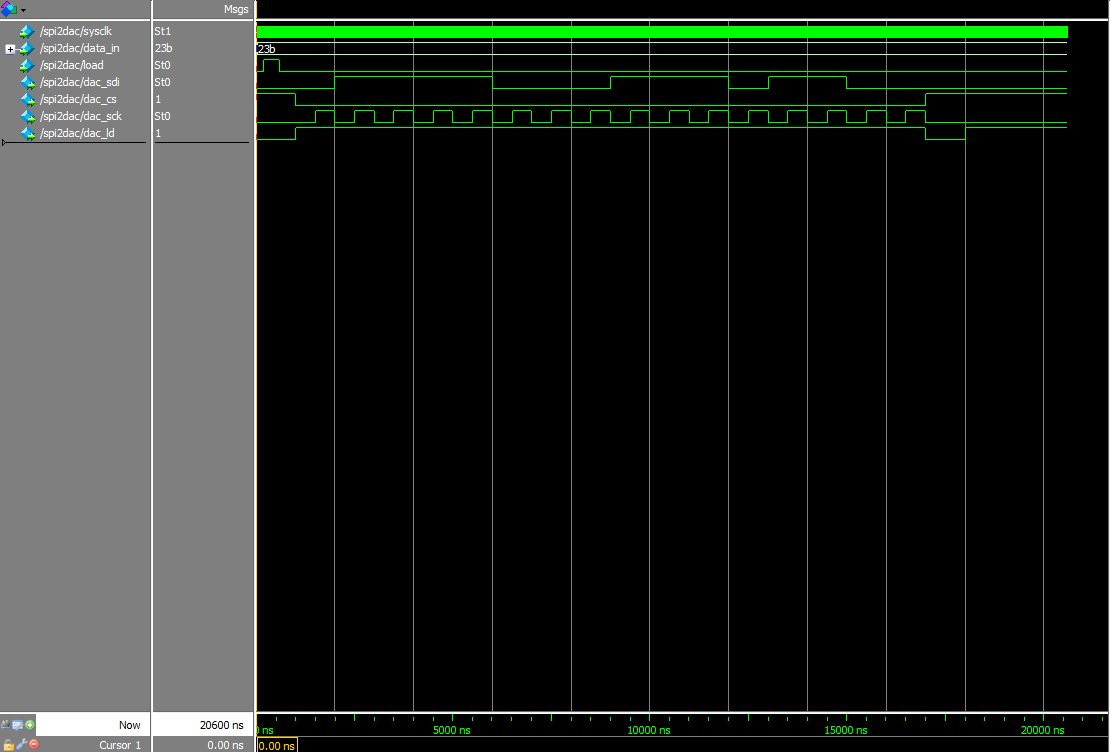 Msgs
/spi2dac/sysclk St1
/spi2dac/data_in 23b 23b
/spi2dac/load St0
/spi2dac/dac_sdi St0
/spi2dac/dac_cs 1
/spi2dac/dac_sck St0
/spi2dac/dac_ld 1
Now 20600 ns ns 5000 ns 10000 ns 15000 ns 20000 ns
Cursor 1 0.00 ns 0.00 ns